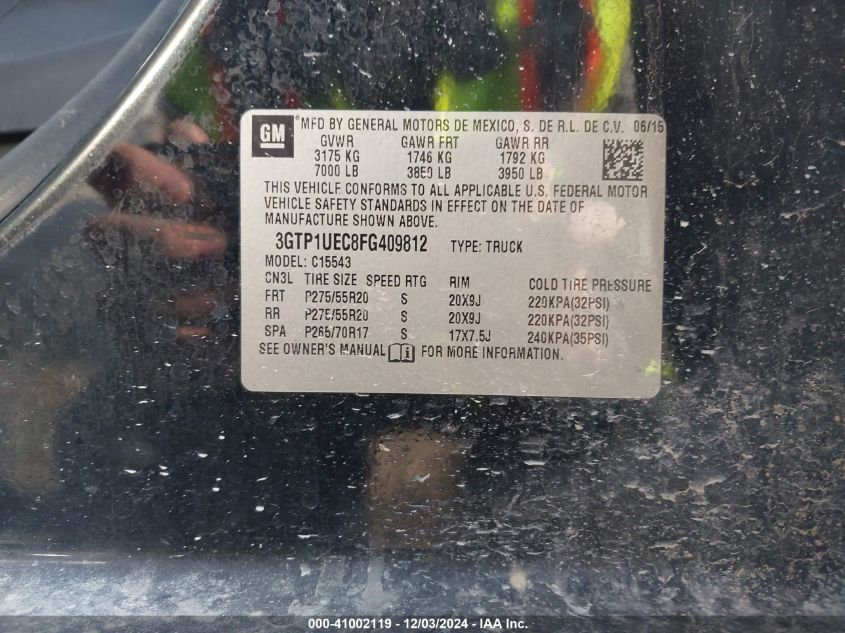 GM ®MFD BY GENERAL MOTORS DE MEXICO, S. DE R.L. DE C.V. 06/15
GVWR GAWR FRT GAWR RR
3175 KG 1746 KG 1792 KG
7000 LB 3850 LB 3950 LB
THIS VEHICLE CONFORMS TO ALL APPLICABLE U.S. FEDERAL MOTOR
VEHICLE SAFETY STANDARDS IN EFFECT ON THE DATE OF
MANUFACTURE SHOWN ABOVE.
3GTP1UEC8FG409812 TYPE: TRUCK
MODEL: C15543
CN3L TIRE SIZE SPEED RTG RIM COLD TIRE PRESSURE
FRT P275/55R20 S 20X9J 220KPA(32PSI)
RR P275/55R20 S 20X9J 220KPA(32PSI)
SPA P265/70R17 S 17X7.5J 240KPA(35PSI)
SEE OWNER'S MANUAL i FOR MORE INFORMATION.
000-41002119 - 12/03/2024 - IAA Inc.